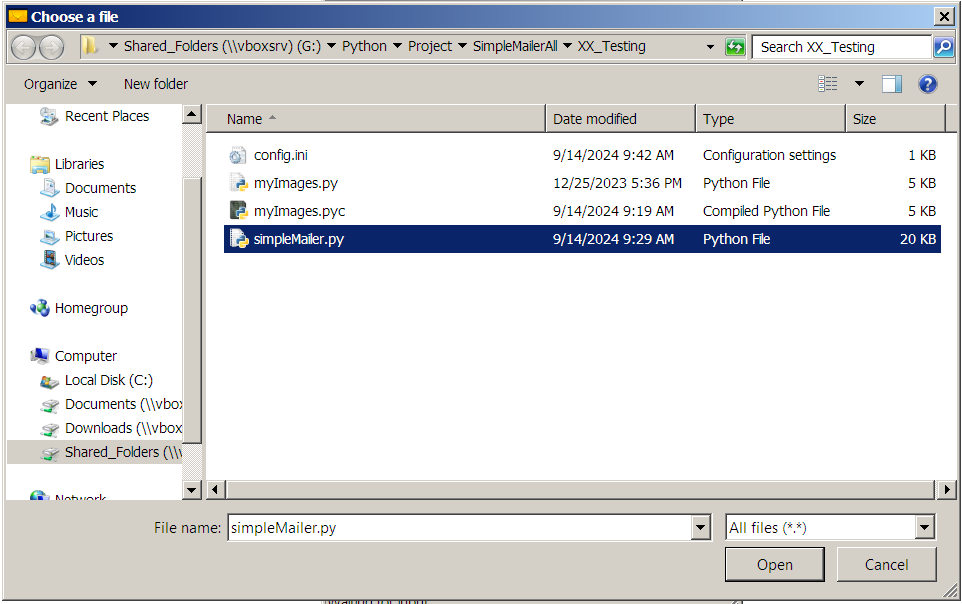 Choose a file
Shared_Folders (\\vboxsrv) (G:) Python Project SimpleMailerAll XX_Testing
Search XX_Testing
Organize New folder
Recent Places
Libraries
Documents
Music
Pictures
Videos
Homegroup
Computer
Local Disk (C:)
Documents (\\vbox
Downloads (\\vbox
Shared_Folders (\\v
Network
Name Date modified Type Size
config.ini 9/14/2024 9:42 AM Configuration settings 1 KB
myImages.py 12/25/2023 5:36 PM Python File 5 KB
myImages.pyc 9/14/2024 9:19 AM Compiled Python File 5 KB
simpleMailer.py 9/14/2024 9:29 AM Python File 20 KB
File name: simpleMailer.py All files (*.*)
Open Cancel